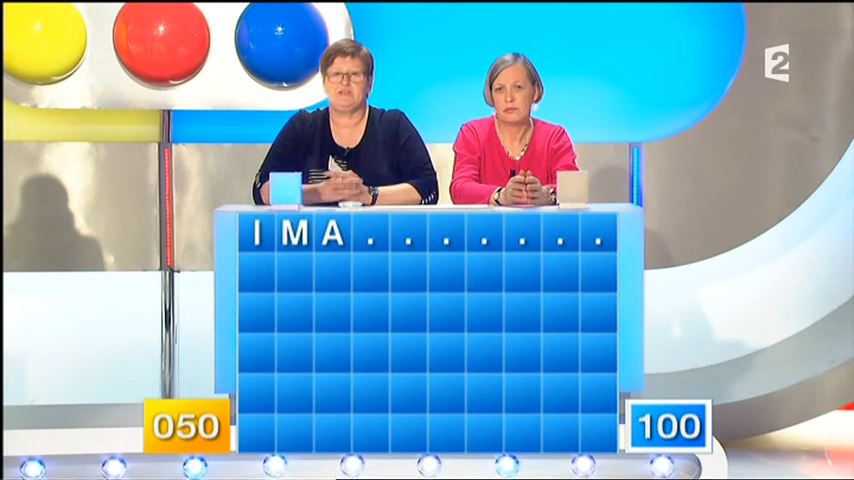 2
I M A . . . . . . .
050
100